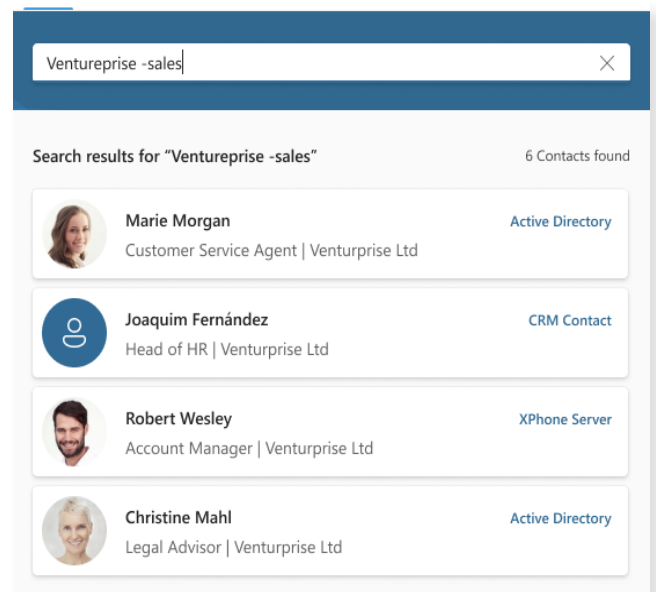 Ventureprise -sales
Search results for “Ventureprise -sales”
6 Contacts found
Marie Morgan
Active Directory
Customer Service Agent | Venturprise Ltd
Joaquim Fernández
CRM Contact
Head of HR | Venturprise Ltd
Robert Wesley
XPhone Server
Account Manager | Venturprise Ltd
Christine Mahl
Active Directory
Legal Advisor | Venturprise Ltd